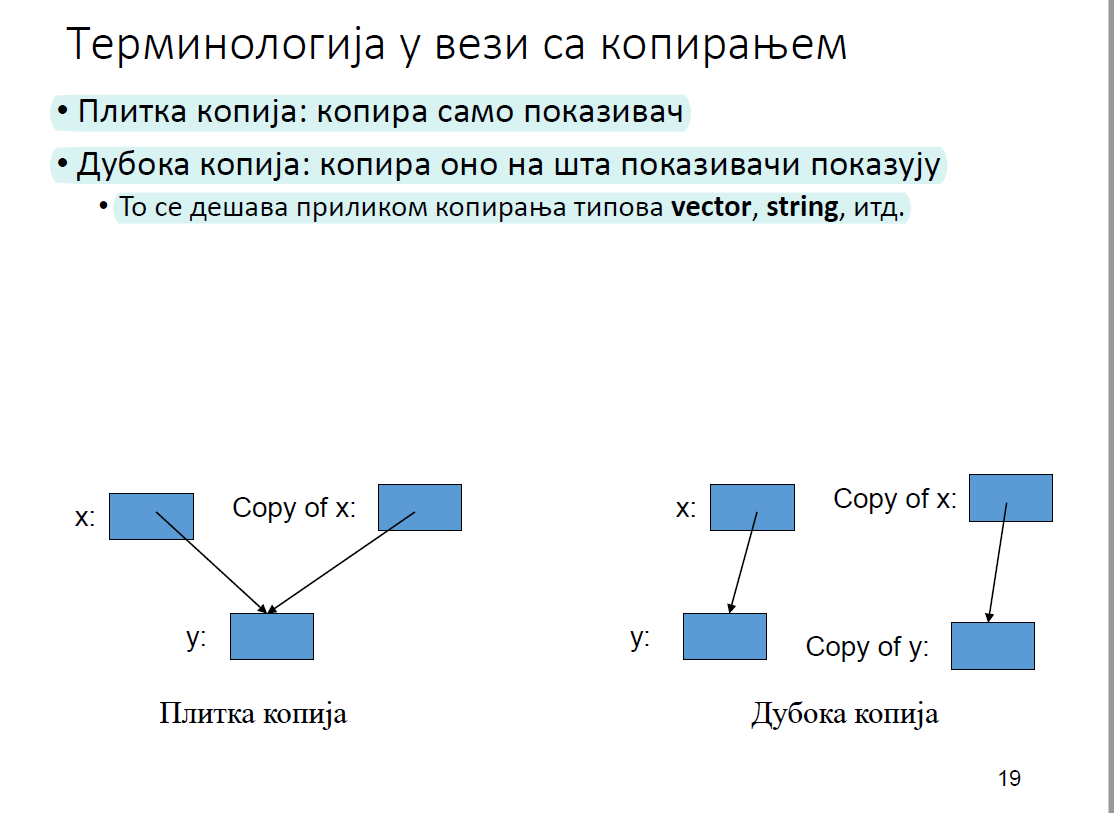 Терминологија у вези са копирањем
• Плитка копија: копира само показивач
• Дубока копија: копира оно на шта показивачи показују
• То се дешава приликом копирања типова vector, string, итд.
x:
Copy of x:
y:
Плитка копија
x:
Copy of x:
y:
Copy of y:
Дубока копија
19